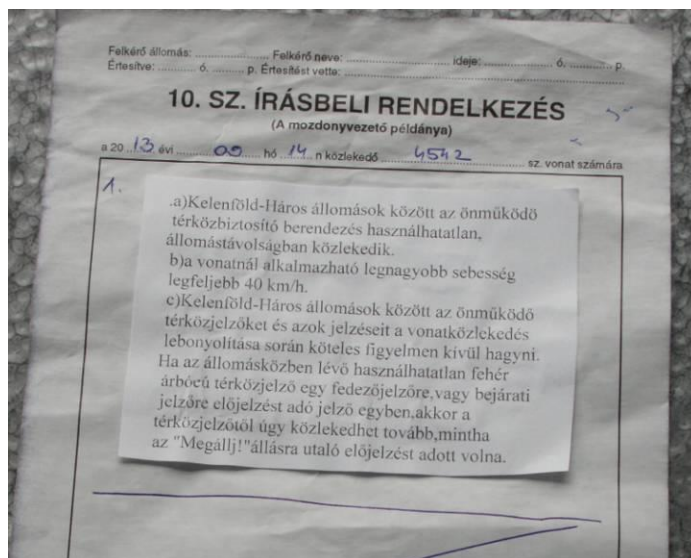 Felkérő állomás: .................... Felkérő neve: .............................. ideje: .................... ó. ........... p.
Értesítve: .......... ó. .......... p. Értesítést vette: ..............................
10. SZ. ÍRÁSBELI RENDELKEZÉS
(A mozdonyvezető példánya)
a 20 13 évi .......... 09 .......... hó .. 14 .. n közlekedő .......... 4542 .......... sz. vonat számára
1.
.a)Kelenföld-Háros állomások között az önműködő
térközbiztosító berendezés használhatatlan,
állomástávolságban közlekedik.
b)a vonatnál alkalmazható legnagyobb sebesség
legfeljebb 40 km/h.
c)Kelenföld-Háros állomások között az önműködő
térközjelzőket és azok jelzéseit a vonatközlekedés
lebonyolítása során köteles figyelmen kívül hagyni.
Ha az állomásközben lévő használhatatlan fehér
árbócú térközjelző egy fedezőjelzőre,vagy bejárati
jelzőre előjelzést adó jelző egyben,akkor a
térközjelzőtől úgy közlekedhet tovább,mintha
az "Megállj!"állásra utaló előjelzést adott volna.